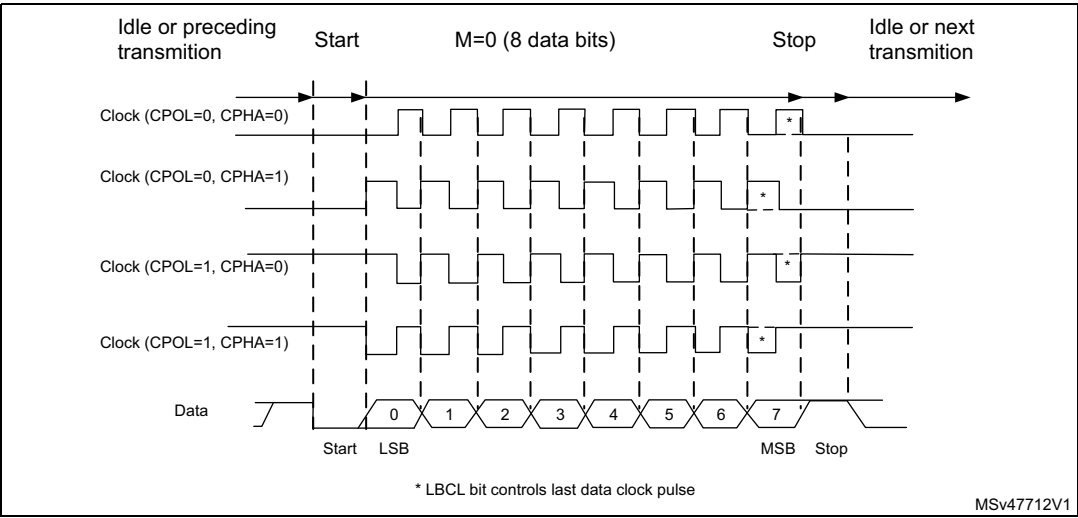 Idle or preceding
transmition
Start
M=0 (8 data bits)
Stop
Idle or next
transmition
Clock (CPOL=0, CPHA=0)
*
Clock (CPOL=0, CPHA=1)
*
Clock (CPOL=1, CPHA=0)
*
Clock (CPOL=1, CPHA=1)
*
Data
0 1 2 3 4 5 6 7
Start LSB MSB Stop
* LBCL bit controls last data clock pulse
MSv47712V1